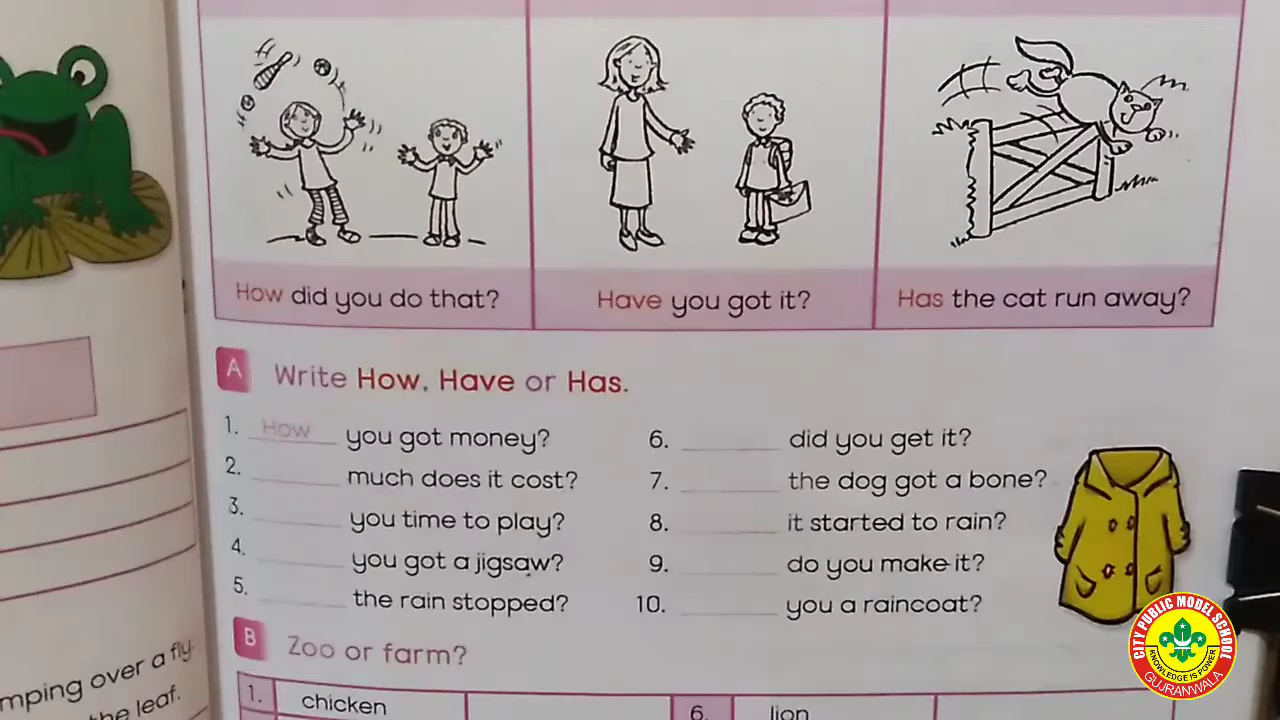 How did you do that?
Have you got it?
Has the cat run away?
A Write How, Have or Has.
1. How you got money?
2. much does it cost?
3. you time to play?
4. you got a jigsaw?
5. the rain stopped?
6. did you get it?
7. the dog got a bone?
8. it started to rain?
9. do you make it?
10. you a raincoat?
B Zoo or farm?
1. chicken
6. lion
mping over a fly.
the leaf.
CITY PUBLIC MODEL SCHOOL
KNOWLEDGE IS POWER
GUJRANWALA